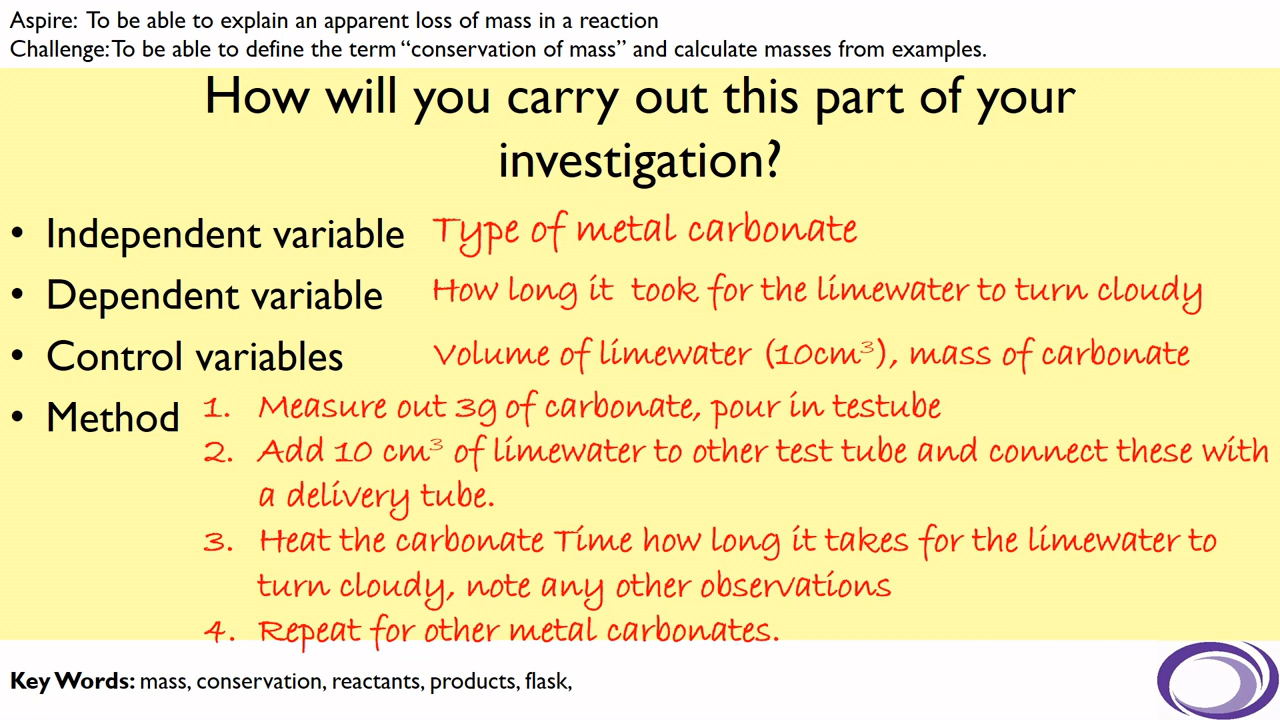 Aspire: To be able to explain an apparent loss of mass in a reaction
Challenge: To be able to define the term “conservation of mass” and calculate masses from examples.
How will you carry out this part of your
investigation?
• Independent variable Type of metal carbonate
• Dependent variable How long it took for the limewater to turn cloudy
• Control variables Volume of limewater (10cm³), mass of carbonate
• Method 1. Measure out 3g of carbonate, pour in testube
2. Add 10 cm³ of limewater to other test tube and connect these with
a delivery tube.
3. Heat the carbonate Time how long it takes for the limewater to
turn cloudy, note any other observations
4. Repeat for other metal carbonates.
Key Words: mass, conservation, reactants, products, flask,